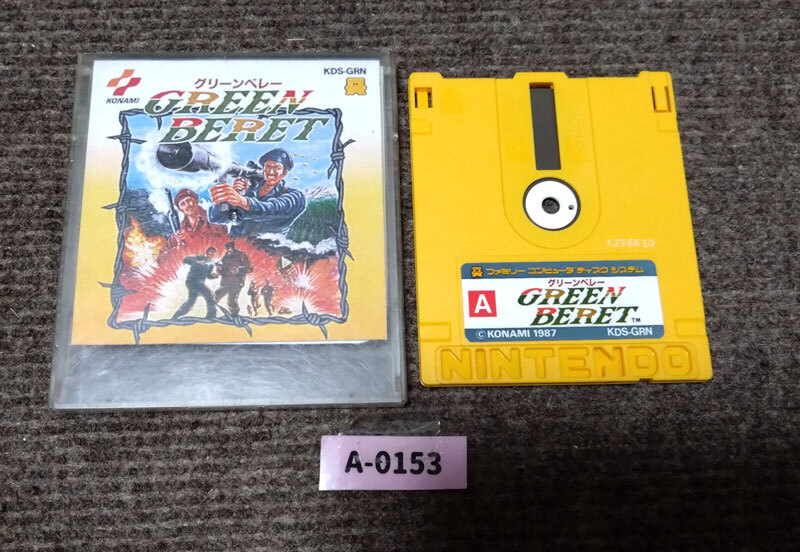 KONAMI
KDS-GRN
グリーンベレー
GREEN
BERET
K276K10
ファミリー コンピュータ ディスク システム
A
グリーンベレー
GREEN
BERET™
© KONAMI 1987
KDS-GRN
NINTENDO
A-0153